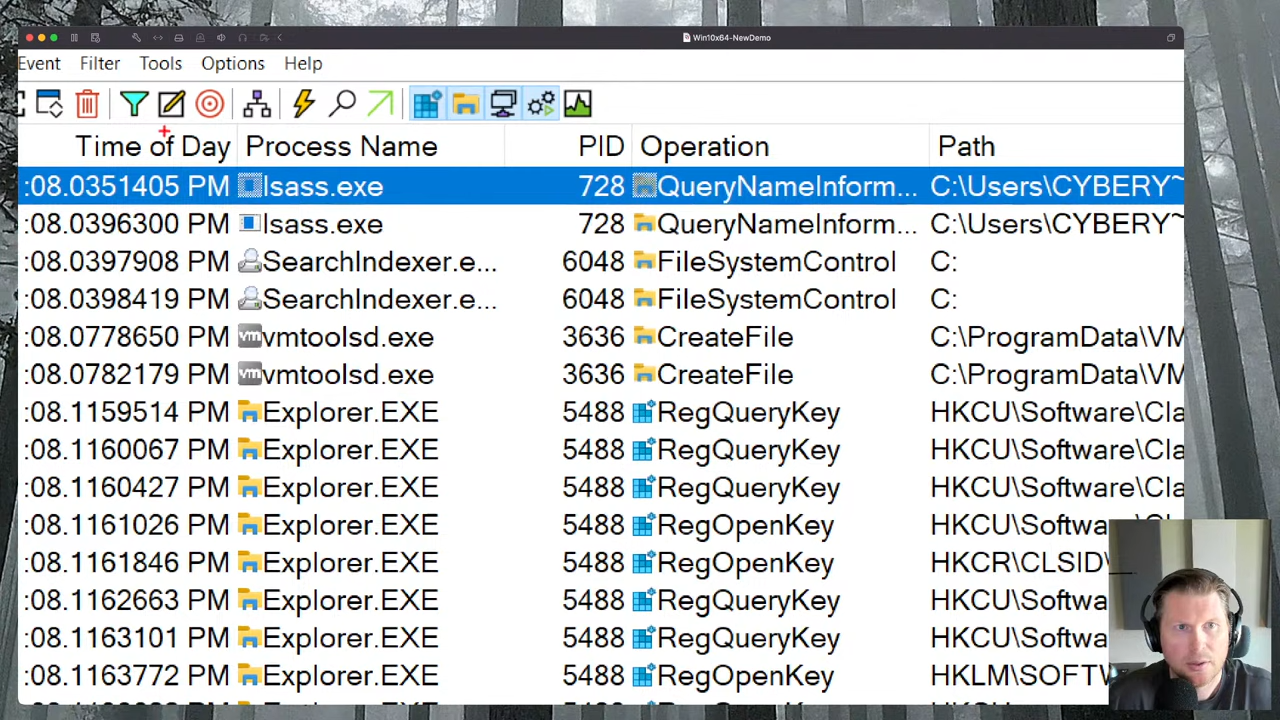 Win10x64-NewDemo
Event Filter Tools Options Help
Time of Day Process Name PID Operation Path
:08.0351405 PM lsass.exe 728 QueryNameInform... C:\Users\CYBERY~
:08.0396300 PM lsass.exe 728 QueryNameInform... C:\Users\CYBERY~
:08.0397908 PM SearchIndexer.e... 6048 FileSystemControl C:
:08.0398419 PM SearchIndexer.e... 6048 FileSystemControl C:
:08.0778650 PM vm vmtoolsd.exe 3636 CreateFile C:\ProgramData\VM
:08.0782179 PM vm vmtoolsd.exe 3636 CreateFile C:\ProgramData\VM
:08.1159514 PM Explorer.EXE 5488 RegQueryKey HKCU\Software\Cla
:08.1160067 PM Explorer.EXE 5488 RegQueryKey HKCU\Software\Cla
:08.1160427 PM Explorer.EXE 5488 RegQueryKey HKCU\Software\Cla
:08.1161026 PM Explorer.EXE 5488 RegOpenKey HKCU\Software\C
:08.1161846 PM Explorer.EXE 5488 RegOpenKey HKCR\CLSID\
:08.1162663 PM Explorer.EXE 5488 RegQueryKey HKCU\Softwa
:08.1163101 PM Explorer.EXE 5488 RegQueryKey HKCU\Softwa
:08.1163772 PM Explorer.EXE 5488 RegOpenKey HKLM\SOFTW